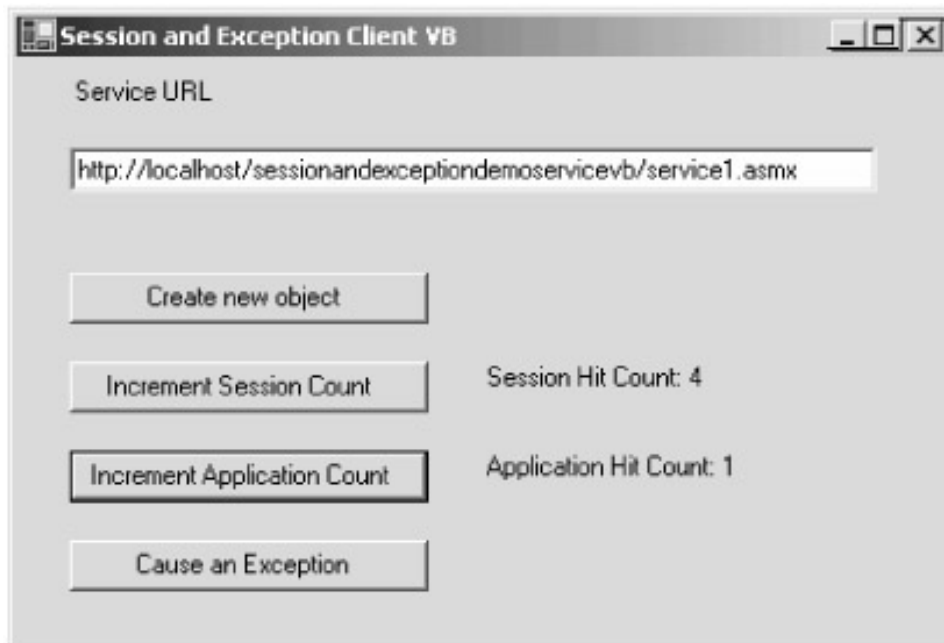 Session and Exception Client VB
Service URL
http://localhost/sessionandexceptiondemoservicevb/service1.asmx
Create new object
Increment Session Count
Session Hit Count: 4
Increment Application Count
Application Hit Count: 1
Cause an Exception